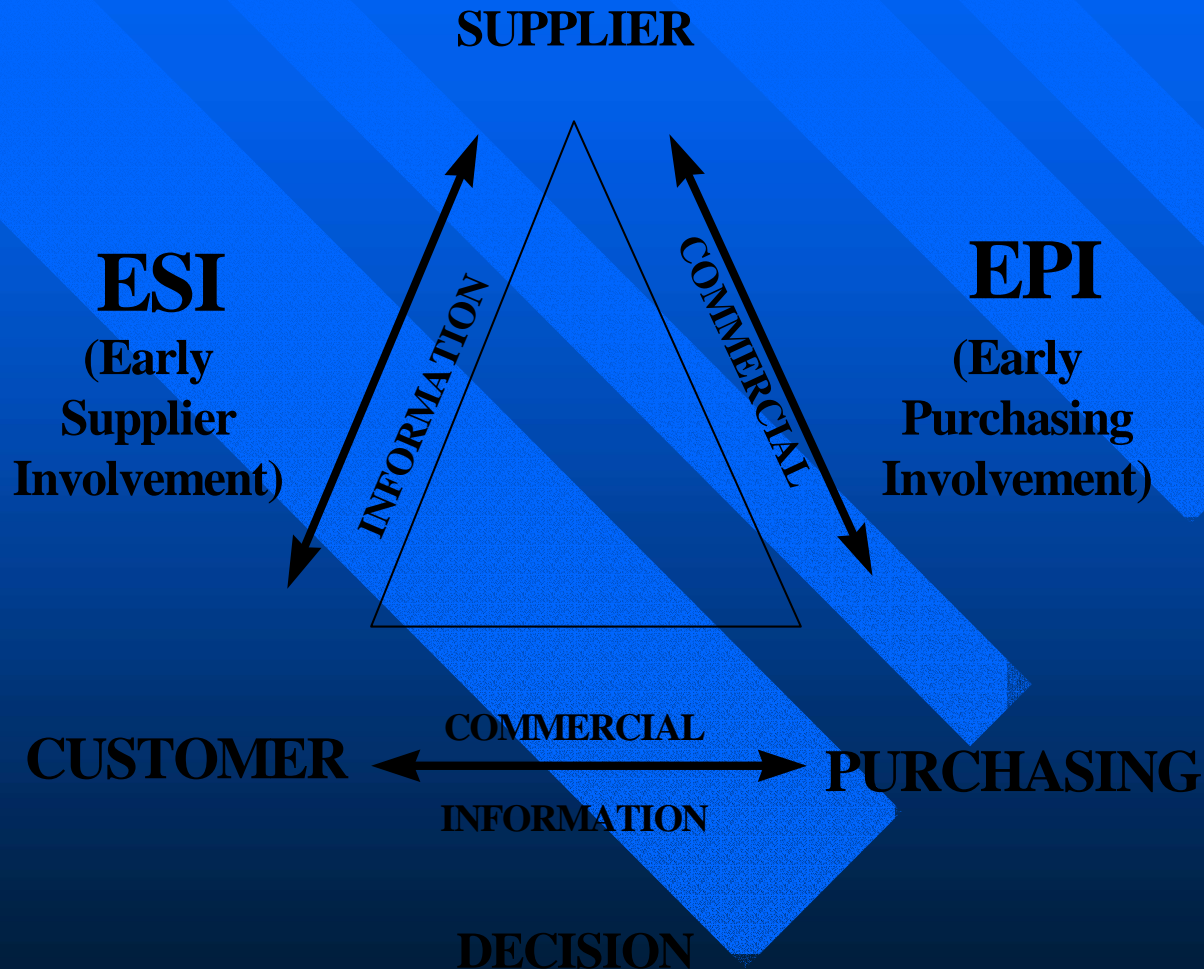 SUPPLIER
ESI
(Early
Supplier
Involvement)
INFORMATION
COMMERCIAL
EPI
(Early
Purchasing
Involvement)
CUSTOMER
COMMERCIAL
INFORMATION
PURCHASING
DECISION